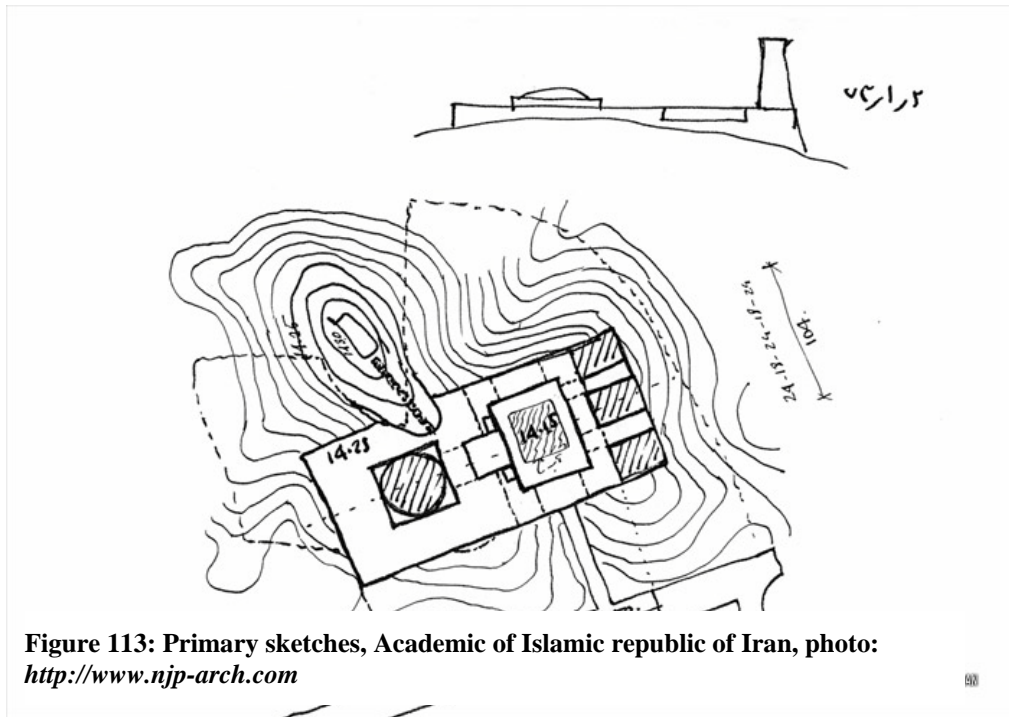 104.
24-18-24-18-24
1430
14.25
14.15
Figure 113: Primary sketches, Academic of Islamic republic of Iran, photo:
http://www.njp-arch.com